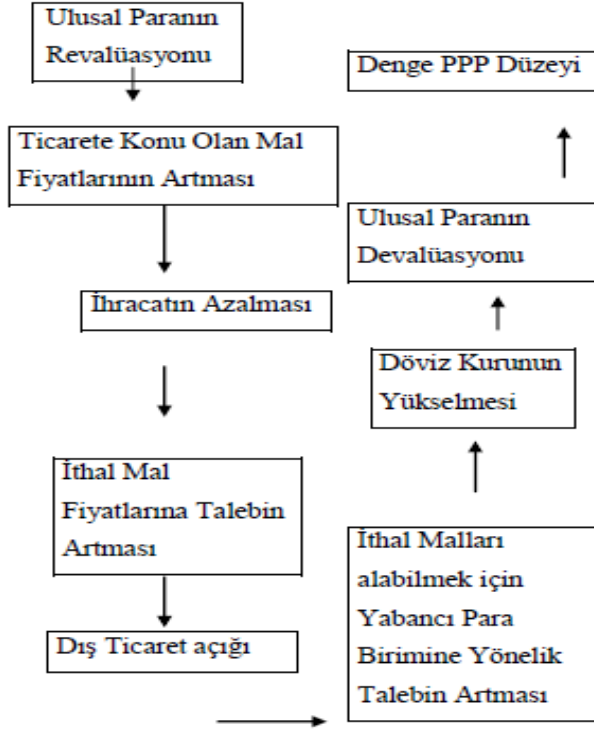 Ulusal Paranın
Revalüasyonu
Ticarete Konu Olan Mal
Fiyatlarının Artması
İhracatın Azalması
İthal Mal
Fiyatlarına Talebin
Artması
Dış Ticaret açığı
İthal Malları
alabilmek için
Yabancı Para
Birimine Yönelik
Talebin Artması
Döviz Kurunun
Yükselmesi
Ulusal Paranın
Devalüasyonu
Denge PPP Düzeyi